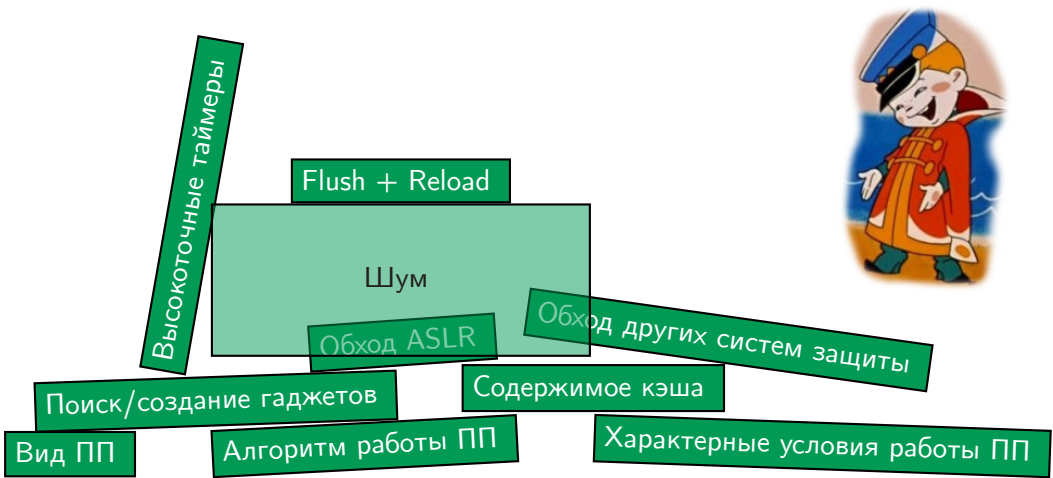 Высокоточные таймеры
Flush + Reload
Шум
Обход ASLR
Обход других систем защиты
Поиск/создание гаджетов
Содержимое кэша
Вид ПП
Алгоритм работы ПП
Характерные условия работы ПП